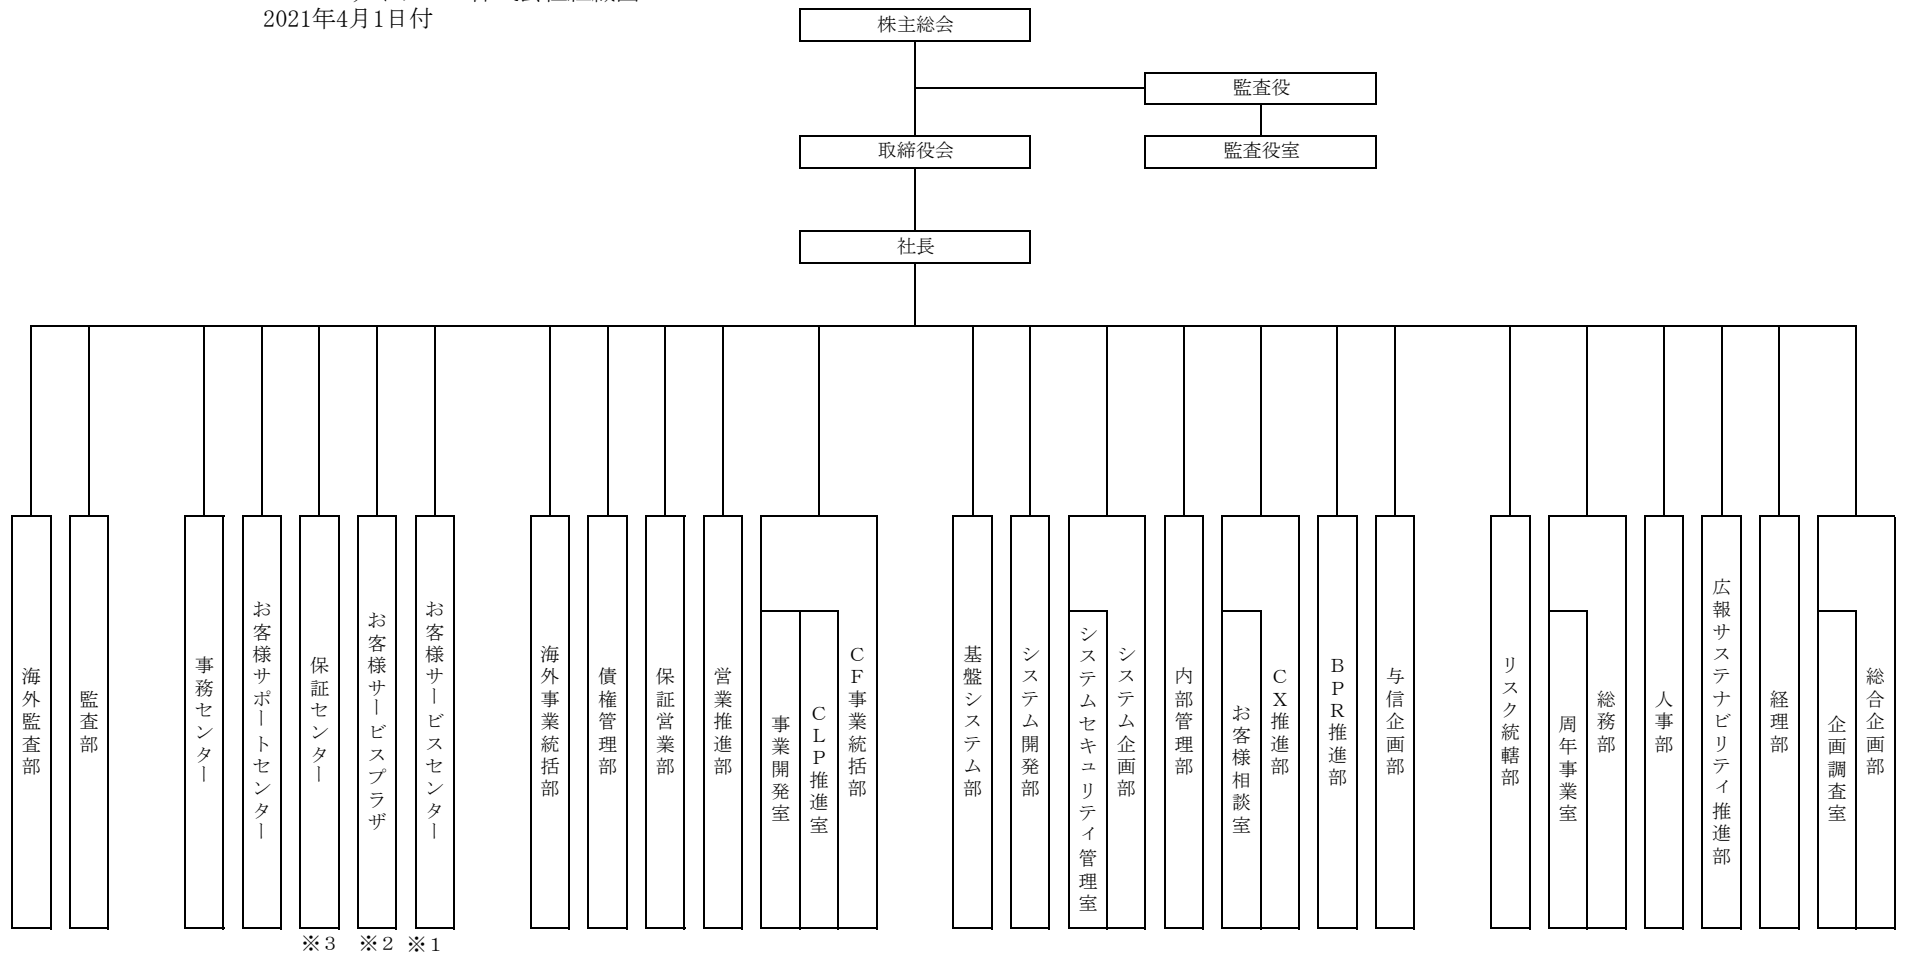 2021年4月1日付
株主総会
監査役
取締役会
監査役室
社長
総合企画部
企画調査室
経理部
広報サステナビリティ推進部
人事部
総務部
周年事業室
リスク統轄部
与信企画部
ＢＰＲ推進部
ＣＸ推進部
お客様相談室
内部管理部
システム企画部
システムセキュリティ管理室
システム開発部
基盤システム部
ＣＦ事業統括部
ＣＬＰ推進室
事業開発室
営業推進部
保証営業部
債権管理部
海外事業統括部
お客様サービスセンター
お客様サービスプラザ
保証センター
お客様サポートセンター
事務センター
監査部
海外監査部
※３
※２
※１